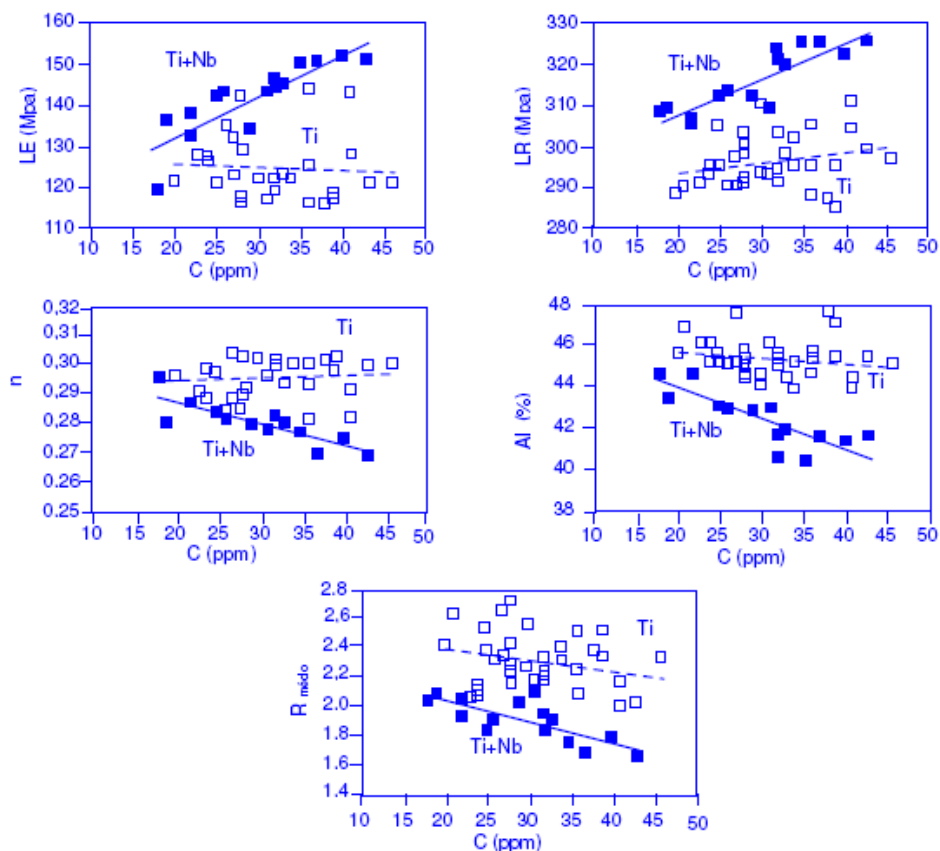 160
150
140
130
120
110
LE (Mpa)
Ti+Nb
Ti
10 15 20 25 30 35 40 45 50
C (ppm)
330
320
310
300
290
280
LR (Mpa)
Ti+Nb
Ti
10 15 20 25 30 35 40 45 50
C (ppm)
0,32
0,31
0,30
0.29
0.28
0.27
0.26
0.25
n
Ti
Ti+Nb
10 15 20 25 30 35 40 45 50
C (ppm)
48
46
44
42
40
38
Al (%)
Ti
Ti+Nb
10 15 20 25 30 35 40 45 50
C (ppm)
2.8
2,6
2.4
2.2
2.0
1.8
1.6
1.4
R médo
Ti
Ti+Nb
10 15 20 25 30 35 40 45 50
C (ppm)